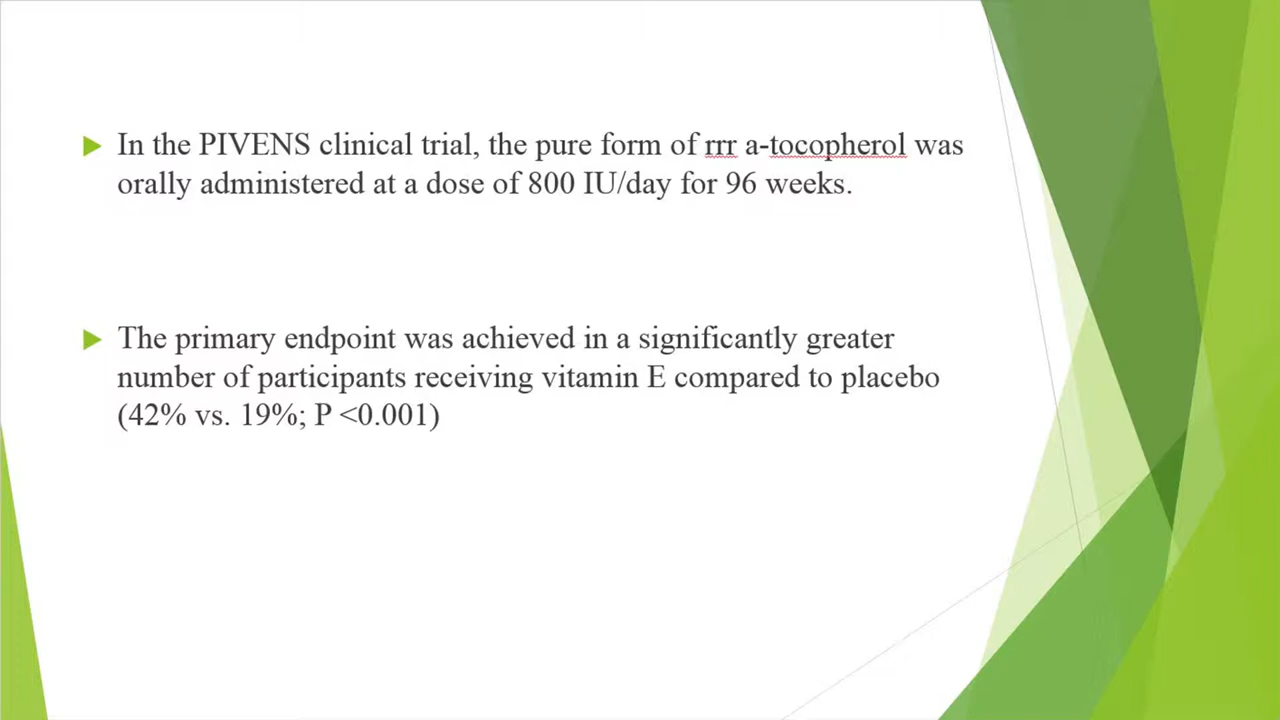 In the PIVENS clinical trial, the pure form of rrr a-tocopherol was
orally administered at a dose of 800 IU/day for 96 weeks.
The primary endpoint was achieved in a significantly greater
number of participants receiving vitamin E compared to placebo
(42% vs. 19%; P <0.001)